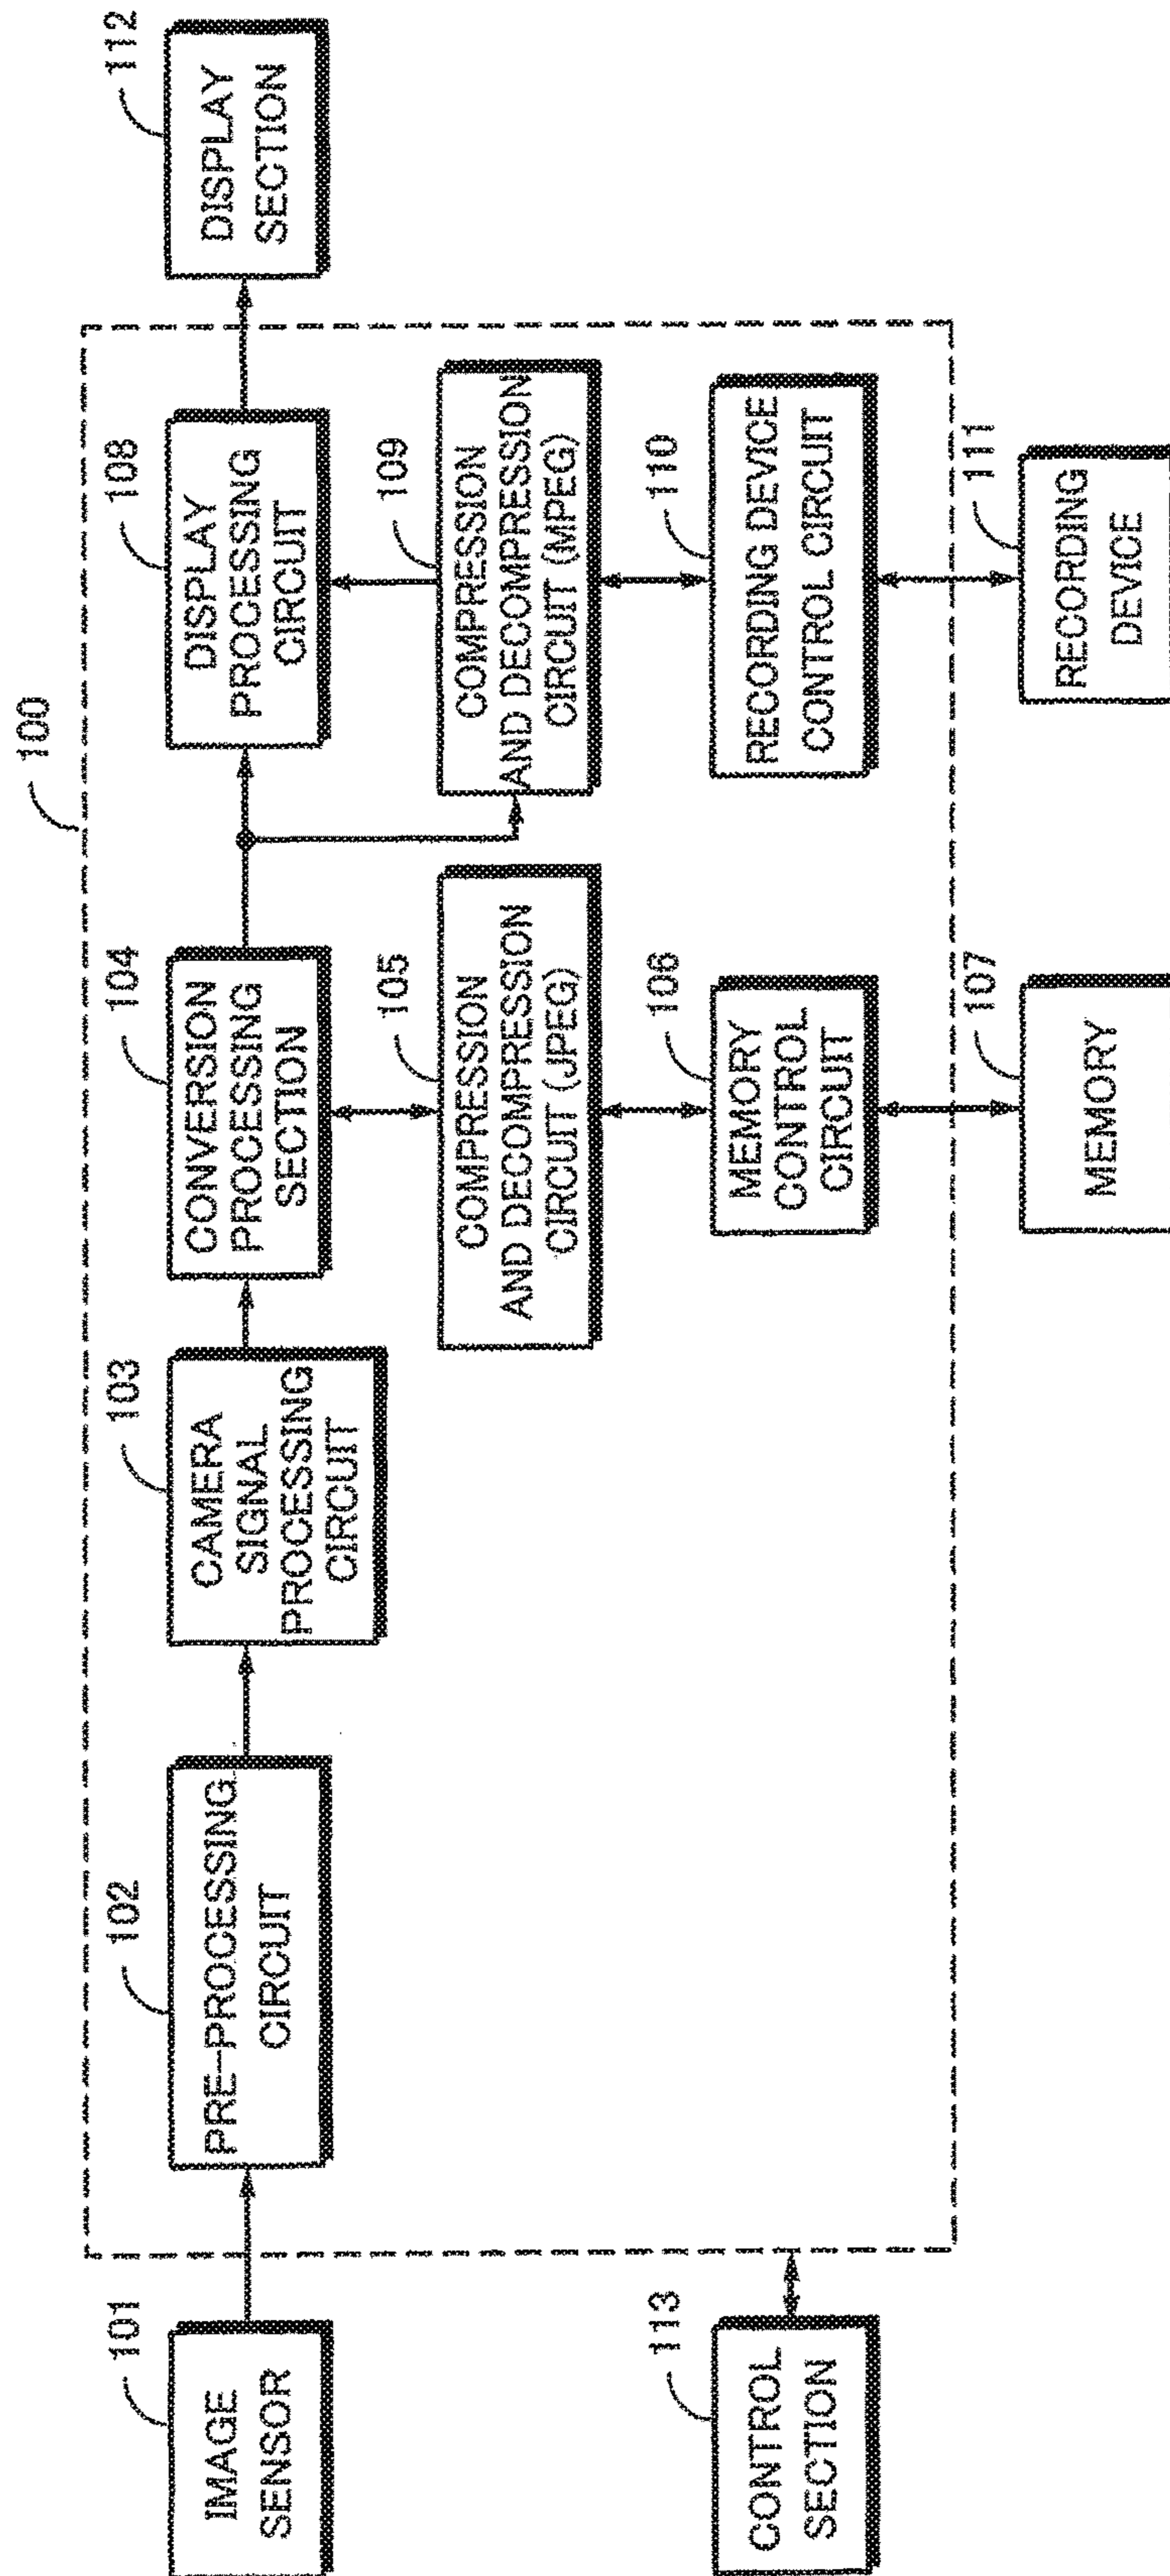 100
101
IMAGE
SENSOR
102
PRE-PROCESSING
CIRCUIT
103
CAMERA
SIGNAL
PROCESSING
CIRCUIT
104
CONVERSION
PROCESSING
SECTION
108
DISPLAY
PROCESSING
CIRCUIT
112
DISPLAY
SECTION
105
COMPRESSION
AND DECOMPRESSION
CIRCUIT (JPEG)
109
COMPRESSION
AND DECOMPRESSION
CIRCUIT (MPEG)
113
CONTROL
SECTION
106
MEMORY
CONTROL
CIRCUIT
110
RECORDING DEVICE
CONTROL CIRCUIT
107
MEMORY
111
RECORDING
DEVICE